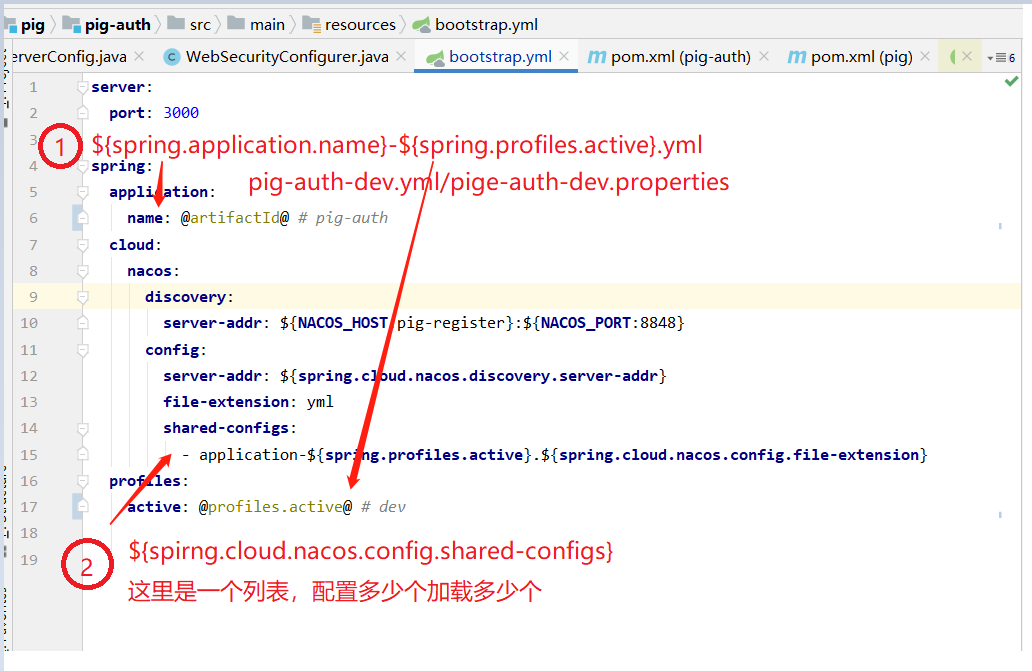 pig pig-auth src main resources bootstrap.yml
erverConfig.java WebSecurityConfigurer.java bootstrap.yml pom.xml (pig-auth) pom.xml (pig) 6
1 server:
2 port: 3000
3
① ${spring.application.name}-${spring.profiles.active}.yml
4 spring:
pig-auth-dev.yml/pige-auth-dev.properties
5 application:
6 name: @artifactId@ # pig-auth
7 cloud:
8 nacos:
9 discovery:
10 server-addr: ${NACOS_HOST:pig-register}:${NACOS_PORT:8848}
11 config:
12 server-addr: ${spring.cloud.nacos.discovery.server-addr}
13 file-extension: yml
14 shared-configs:
15 - application-${spring.profiles.active}.${spring.cloud.nacos.config.file-extension}
16 profiles:
17 active: @profiles.active@ # dev
18
② ${spirng.cloud.nacos.config.shared-configs}
19
这里是一个列表，配置多少个加载多少个